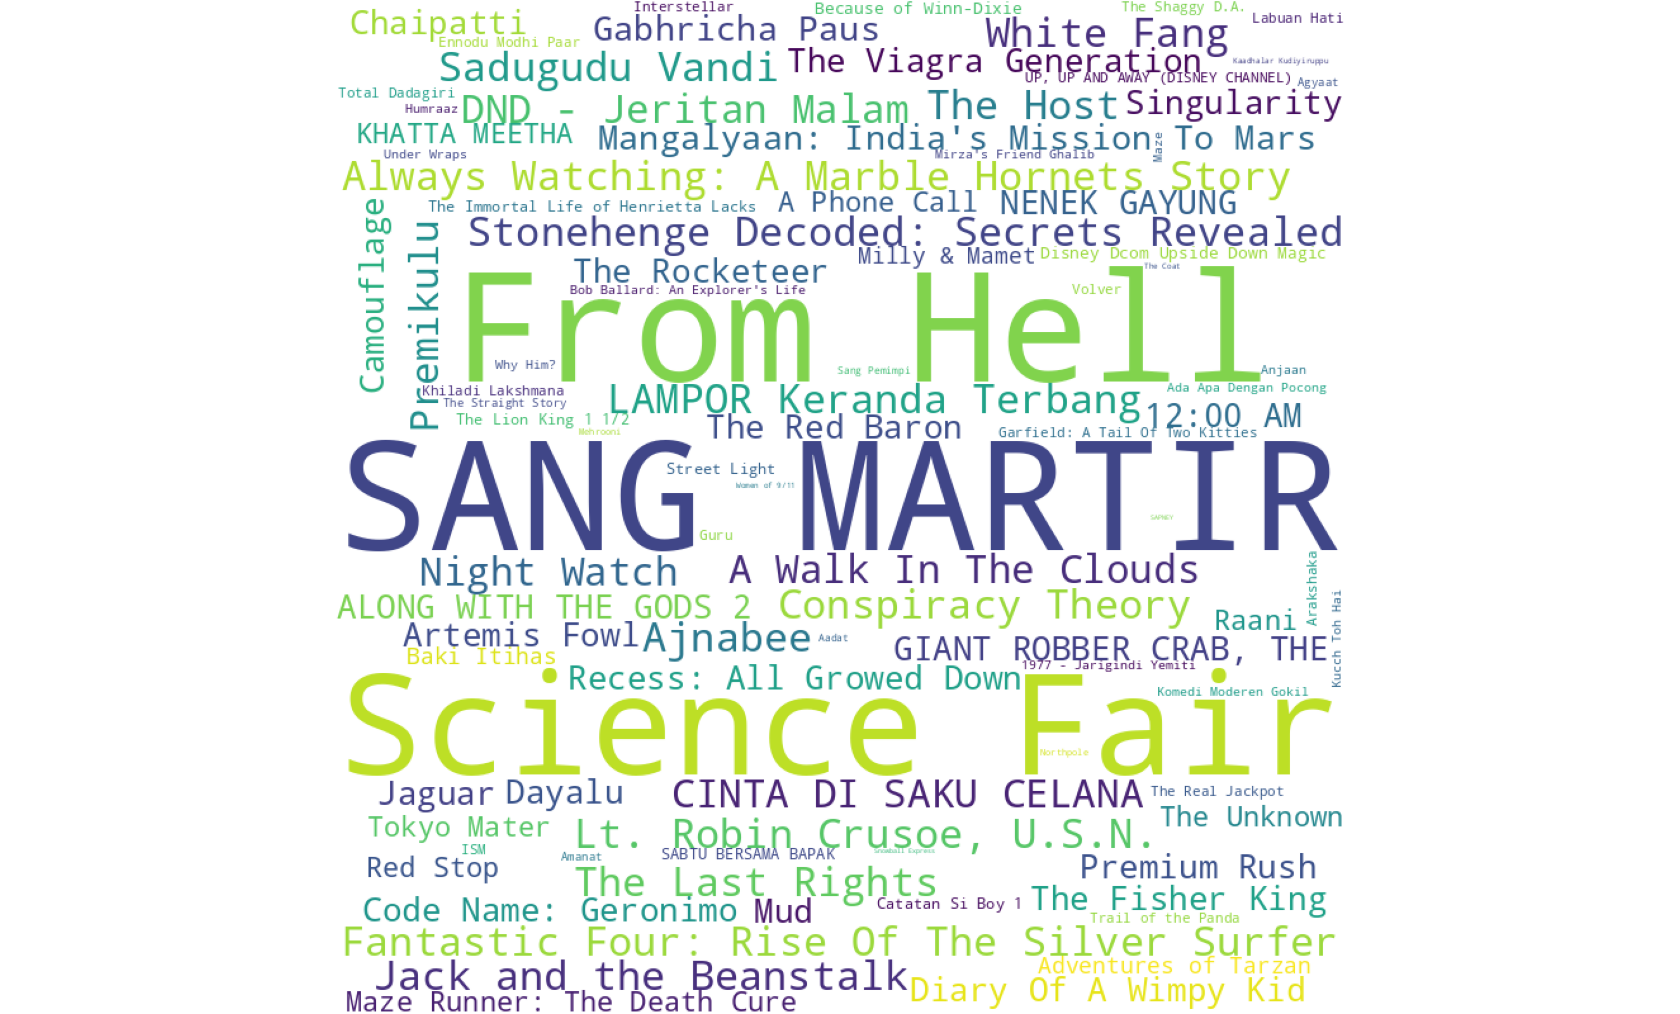 Interstellar
Because of Winn-Dixie
The Shaggy D.A.
Chaipatti
Gabhricha Paus
White Fang
Labuan Hati
Ennodu Modhi Paar
Sadugudu Vandi
The Viagra Generation
Kaadhalar Kudiyiruppu
UP, UP AND AWAY (DISNEY CHANNEL)
Agyaat
Total Dadagiri
Humraaz
DND - Jeritan Malam
The Host
Singularity
KHATTA MEETHA
Mangalyaan: India's Mission To Mars
Maze
Under Wraps
Mirza's Friend Ghalib
Always Watching: A Marble Hornets Story
Camouflage
Premikulu
The Immortal Life of Henrietta Lacks
A Phone Call
NENEK GAYUNG
Stonehenge Decoded: Secrets Revealed
Milly & Mamet
Disney Dcom Upside Down Magic
The Rocketeer
The Coat
Bob Ballard: An Explorer's Life
Volver
From Hell
Why Him?
Sang Pemimpi
Anjaan
Khiladi Lakshmana
LAMPOR Keranda Terbang
Ada Apa Dengan Pocong
The Straight Story
12:00 AM
The Lion King 1 1/2
The Red Baron
Mehrooni
Garfield: A Tail Of Two Kitties
SANG MARTIR
Street Light
Women of 9/11
SAPNEY
Guru
Night Watch
A Walk In The Clouds
Arakshaka
Kucch Toh Hai
ALONG WITH THE GODS 2
Conspiracy Theory
Raani
Artemis Fowl
Ajnabee
Aadat
GIANT ROBBER CRAB, THE
Baki Itihas
1977 - Jarigindi Yemiti
Recess: All Growed Down
Komedi Moderen Gokil
Science Fair
Northpole
Jaguar
Dayalu
CINTA DI SAKU CELANA
The Real Jackpot
Tokyo Mater
Lt. Robin Crusoe, U.S.N.
The Unknown
ISM
Amanat
SABTU BERSAMA BAPAK
Snowball Express
Red Stop
Premium Rush
The Last Rights
Code Name: Geronimo
Mud
Catatan Si Boy 1
The Fisher King
Trail of the Panda
Fantastic Four: Rise Of The Silver Surfer
Jack and the Beanstalk
Adventures of Tarzan
Diary Of A Wimpy Kid
Maze Runner: The Death Cure